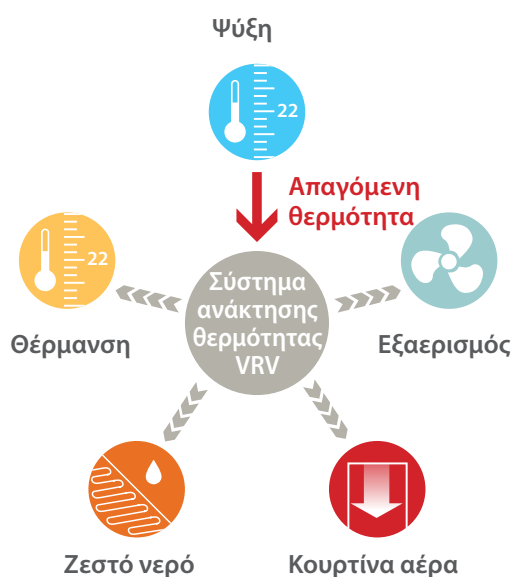 Ψύξη
22
Απαγόμενη
θερμότητα
22
Σύστημα
ανάκτησης
θερμότητας
VRV
Θέρμανση
Εξαερισμός
Ζεστό νερό
Κουρτίνα αέρα